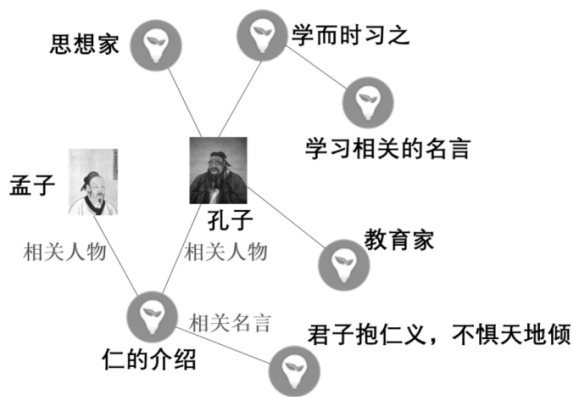 思想家
学而时习之
学习相关的名言
孟子
孔子
相关人物
相关人物
教育家
相关名言
君子抱仁义，不惧天地倾
仁的介绍